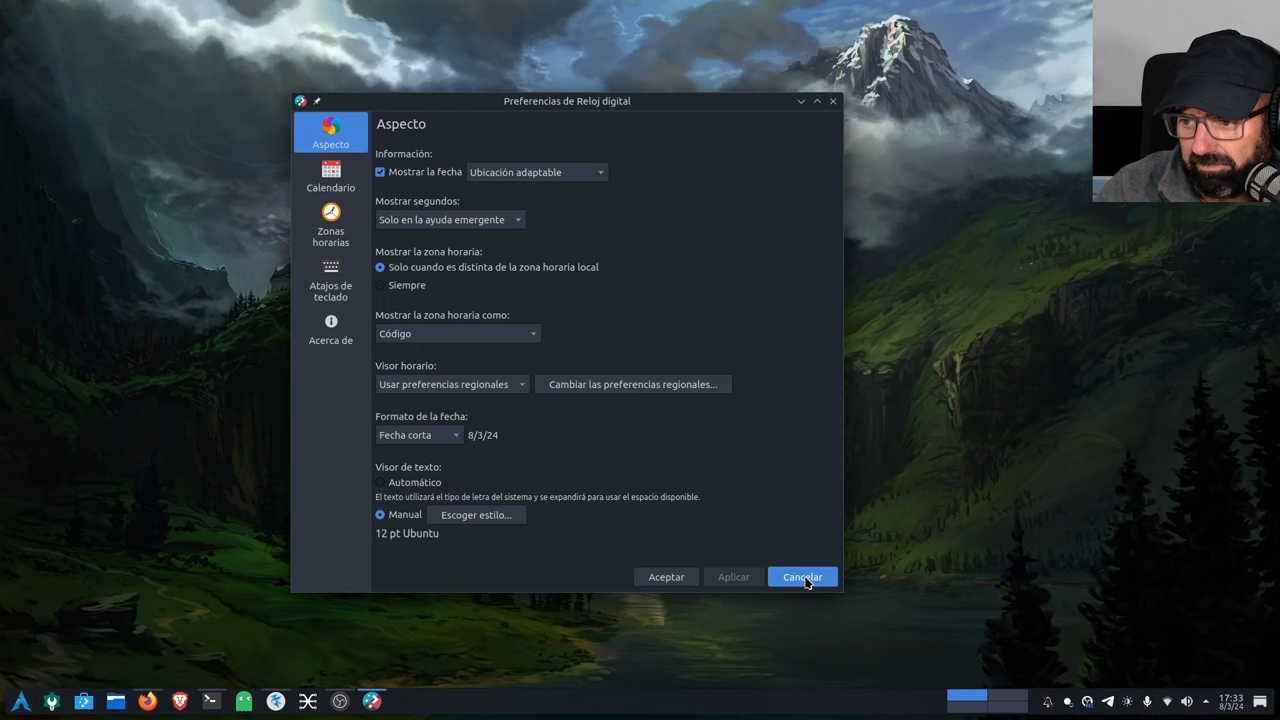 Preferencias de Reloj digital
Aspecto
Calendario
Zonas
horarias
Atajos de
teclado
Acerca de
Aspecto
Información:
Mostrar la fecha Ubicación adaptable
Mostrar segundos:
Solo en la ayuda emergente
Mostrar la zona horaria:
Solo cuando es distinta de la zona horaria local
Siempre
Mostrar la zona horaria como:
Código
Visor horario:
Usar preferencias regionales Cambiar las preferencias regionales...
Formato de la fecha:
Fecha corta 8/3/24
Visor de texto:
Automático
El texto utilizará el tipo de letra del sistema y se expandirá para usar el espacio disponible.
Manual Escoger estilo...
12 pt Ubuntu
Aceptar Aplicar Cancelar
17:33
8/3/24